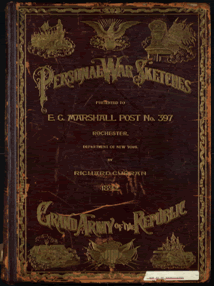 PERSONAL WAR SKETCHES
PRESENTED TO
E. G. MARSHALL POST NO. 397
ROCHESTER,
DEPARTMENT OF NEW YORK
BY
GRAND ARMY OF THE REPUBLIC